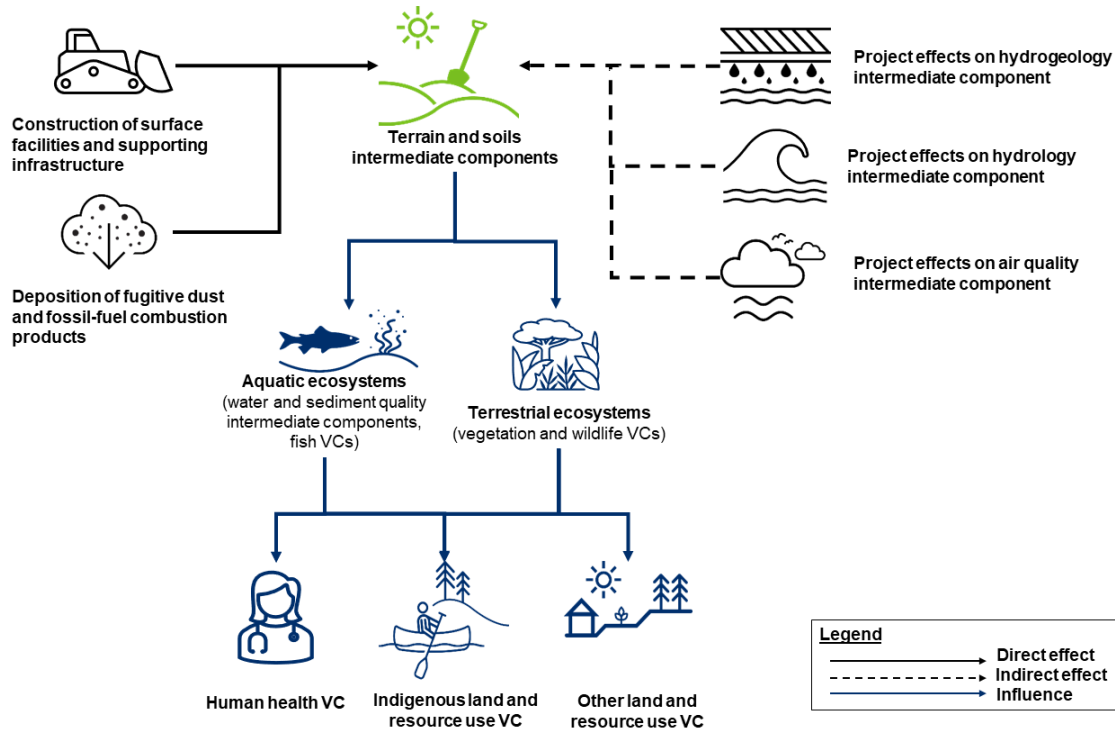 Construction of surface
facilities and supporting
infrastructure
Deposition of fugitive dust
and fossil-fuel combustion
products
Terrain and soils
intermediate components
Project effects on hydrogeology
intermediate component
Project effects on hydrology
intermediate component
Project effects on air quality
intermediate component
Aquatic ecosystems
(water and sediment quality
intermediate components,
fish VCs)
Terrestrial ecosystems
(vegetation and wildlife VCs)
Human health VC
Indigenous land and
resource use VC
Other land and
resource use VC
Legend
Direct effect
Indirect effect
Influence